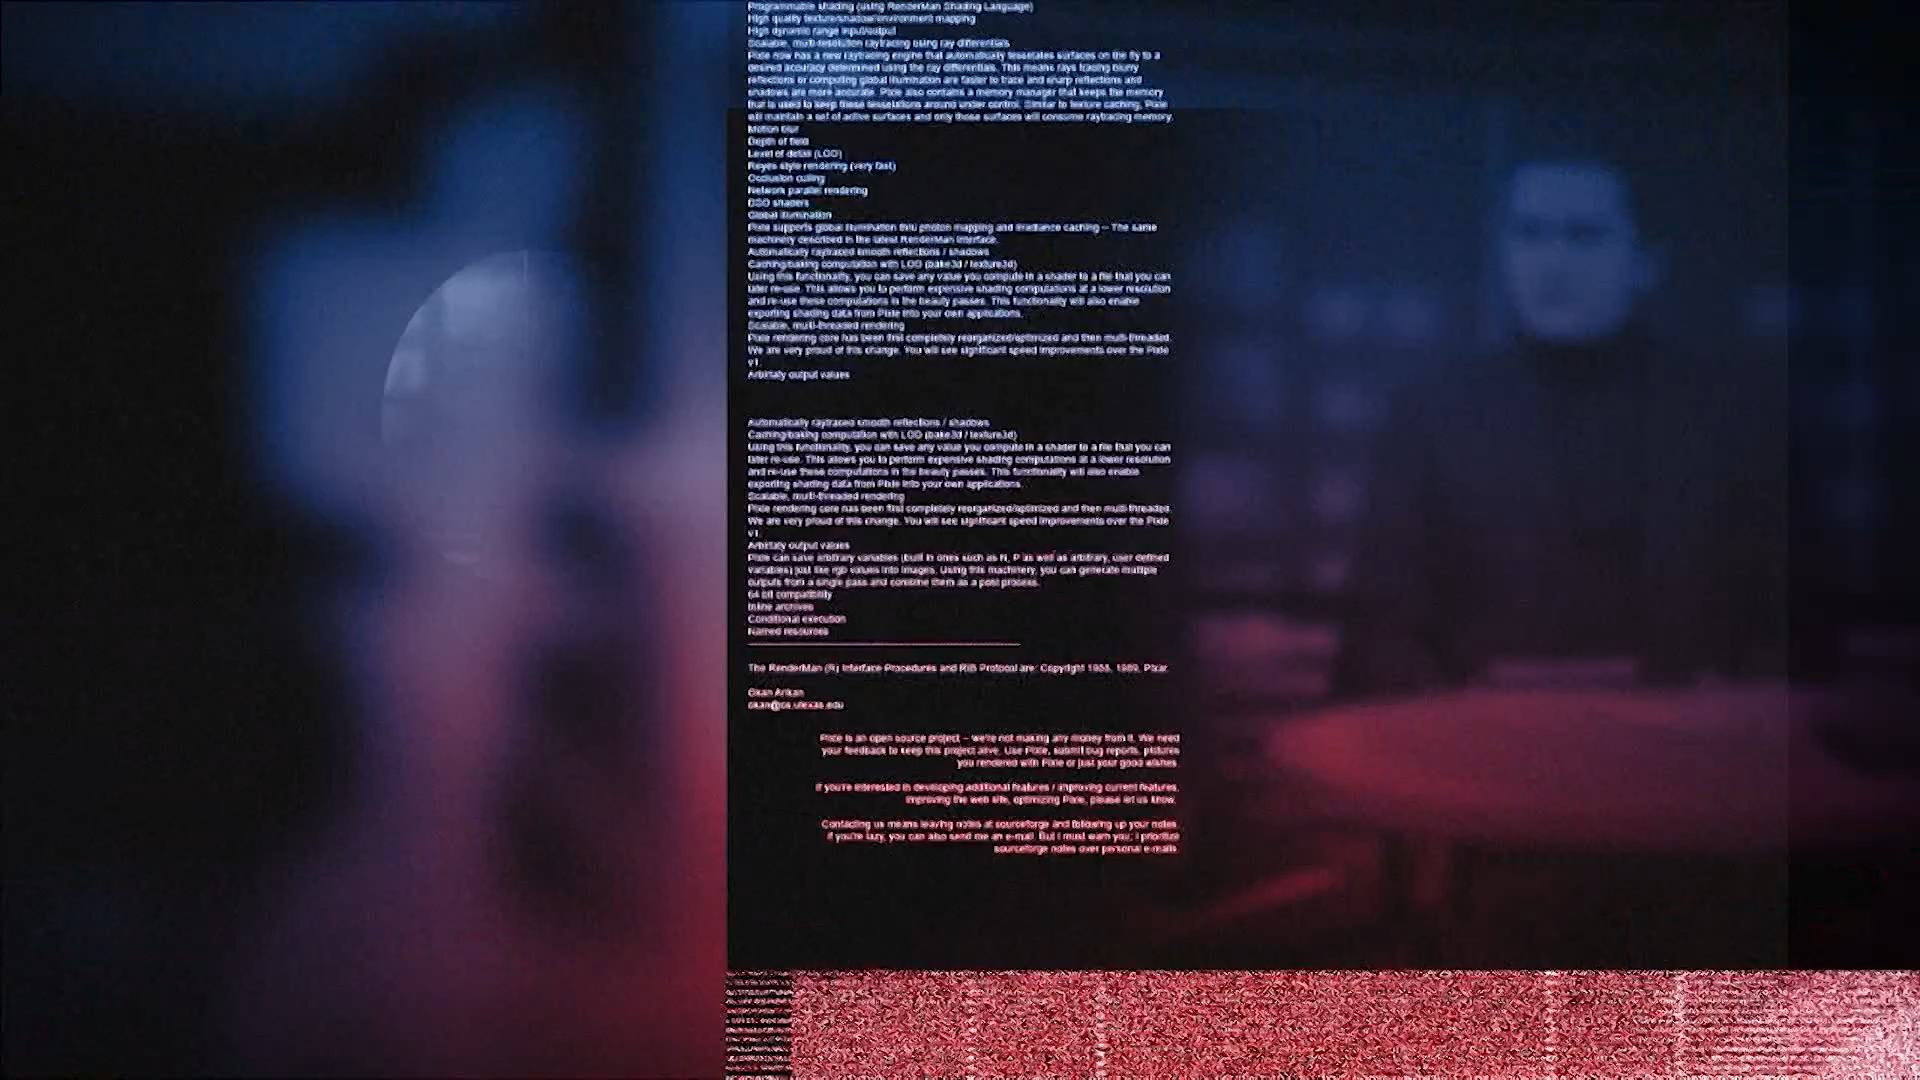 Programmable shading (using RenderMan Shading Language)
High quality texture/shadow/environment mapping
High dynamic range input/output
Scalable, multi-resolution raytracing using ray differentials
Pixie now has a new raytracing engine that automatically tesselates surfaces on the fly to a
desired accuracy determined using the ray differentials. This means rays tracing blurry
reflections or computing global illumination are faster to trace and sharp reflections and
shadows are more accurate. Pixie also contains a memory manager that keeps the memory
that is used to keep these tesselations around under control. Similar to texture caching, Pixie
will maintain a set of active surfaces and only those surfaces will consume raytracing memory.
Motion blur
Depth of field
Level of detail (LOD)
Reyes style rendering (very fast)
Occlusion culling
Network parallel rendering
DSO shaders
Global illumination
Pixie supports global illumination thru photon mapping and irradiance caching -- The same
machinery described in the latest RenderMan interface.
Automatically raytraced smooth reflections / shadows
Caching/baking computation with LOD (bake3d / texture3d)
Using this functionality, you can save any value you compute in a shader to a file that you can
later re-use. This allows you to perform expensive shading computations at a lower resolution
and re-use these computations in the beauty passes. This functionality will also enable
exporting shading data from Pixie into your own applications.
Scalable, multi-threaded rendering
Pixie rendering core has been first completely reorganized/optimized and then multi-threaded.
We are very proud of this change. You will see significant speed improvements over the Pixie
v1.
Arbitraty output values
Automatically raytraced smooth reflections / shadows
Caching/baking computation with LOD (bake3d / texture3d)
Using this functionality, you can save any value you compute in a shader to a file that you can
later re-use. This allows you to perform expensive shading computations at a lower resolution
and re-use these computations in the beauty passes. This functionality will also enable
exporting shading data from Pixie into your own applications.
Scalable, multi-threaded rendering
Pixie rendering core has been first completely reorganized/optimized and then multi-threaded.
We are very proud of this change. You will see significant speed improvements over the Pixie
v1.
Arbitraty output values
Pixie can save arbitrary variables (built in ones such as N, P as well as arbitrary, user defined
variables) just like rgb values into images. Using this machinery, you can generate multiple
outputs from a single pass and combine them as a post process.
64 bit compatibility
Inline archives
Conditional execution
Named resources
The RenderMan (R) Interface Procedures and RIB Protocol are: Copyright 1988, 1989, Pixar.
Okan Arikan
okan@cs.utexas.edu
Pixie is an open source project -- we're not making any money from it. We need
your feedback to keep this project alive. Use Pixie, submit bug reports, pictures
you rendered with Pixie or just your good wishes.
If you're interested in developing additional features / improving current features,
improving the web site, optimizing Pixie, please let us know.
Contacting us means leaving notes at sourceforge and following up your notes.
If you're lazy, you can also send me an e-mail. But I must warn you; I prioritize
sourceforge notes over personal e-mails.